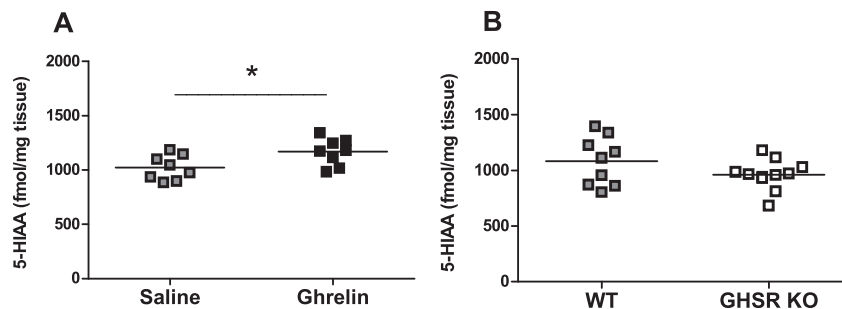 A
5-HIAA (fmol/mg tissue)
2000
1500
1000
500
0
*
Saline
Ghrelin
B
5-HIAA (fmol/mg tissue)
2000
1500
1000
500
0
WT
GHSR KO